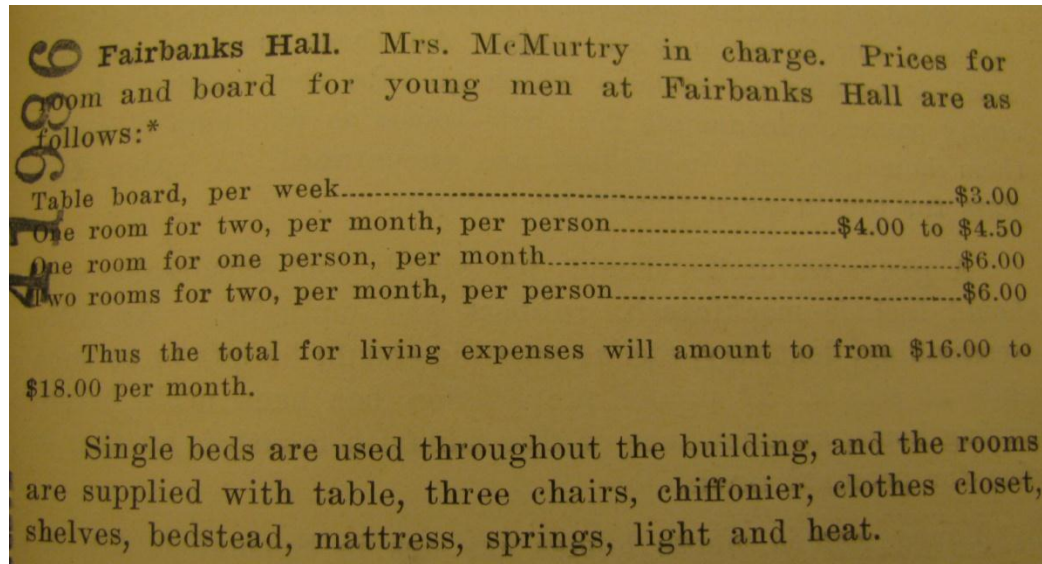 Fairbanks Hall. Mrs. McMurtry in charge. Prices for
room and board for young men at Fairbanks Hall are as
follows:*
Table board, per week............$3.00
One room for two, per month, per person............$4.00 to $4.50
One room for one person, per month............$6.00
Two rooms for two, per month, per person............$6.00
Thus the total for living expenses will amount to from $16.00 to
$18.00 per month.
Single beds are used throughout the building, and the rooms
are supplied with table, three chairs, chiffonier, clothes closet,
shelves, bedstead, mattress, springs, light and heat.